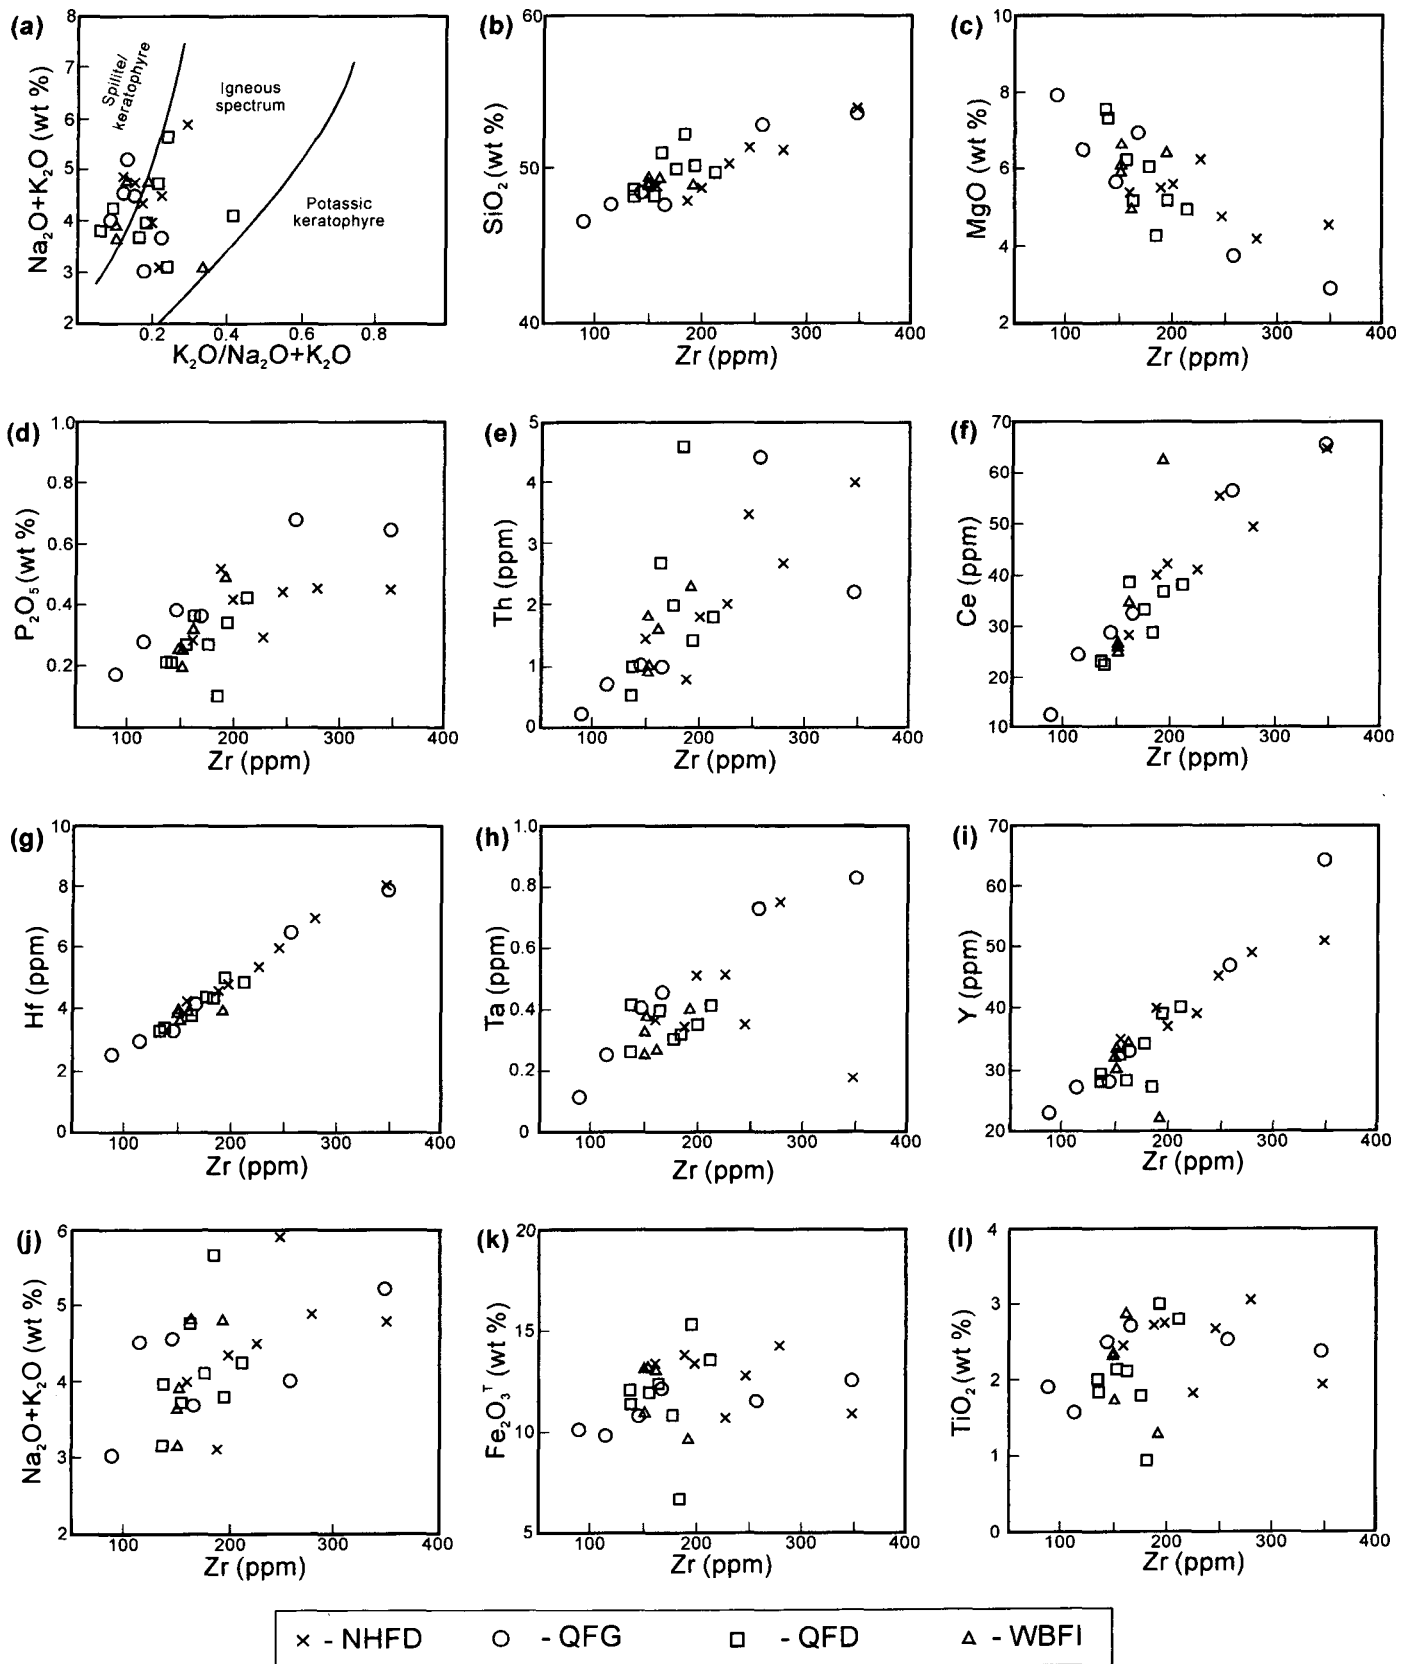 (a)
8
7
6
5
4
3
2
Na₂O+K₂O (wt %)
Spilite/
keratophyre
Igneous
spectrum
Potassic
keratophyre
0.2
0.4
0.6
0.8
K₂O/Na₂O+K₂O
(b)
60
50
40
SiO₂ (wt %)
100
200
300
400
Zr (ppm)
(c)
10
8
6
4
2
MgO (wt %)
100
200
300
400
Zr (ppm)
(d)
1.0
0.8
0.6
0.4
0.2
P₂O₅ (wt %)
100
200
300
400
Zr (ppm)
(e)
5
4
3
2
1
0
Th (ppm)
100
200
300
400
Zr (ppm)
(f)
70
60
50
40
30
20
10
Ce (ppm)
100
200
300
400
Zr (ppm)
(g)
10
8
6
4
2
0
Hf (ppm)
100
200
300
400
Zr (ppm)
(h)
1.0
0.8
0.6
0.4
0.2
0
Ta (ppm)
100
200
300
400
Zr (ppm)
(i)
70
60
50
40
30
20
Y (ppm)
100
200
300
400
Zr (ppm)
(j)
6
5
4
3
2
Na₂O+K₂O (wt %)
100
200
300
400
Zr (ppm)
(k)
20
15
10
5
Fe₂O₃ᵀ (wt %)
100
200
300
400
Zr (ppm)
(l)
4
3
2
1
0
TiO₂ (wt %)
100
200
300
400
Zr (ppm)
× - NHFD ○ - QFG □ - QFD △ - WBFI